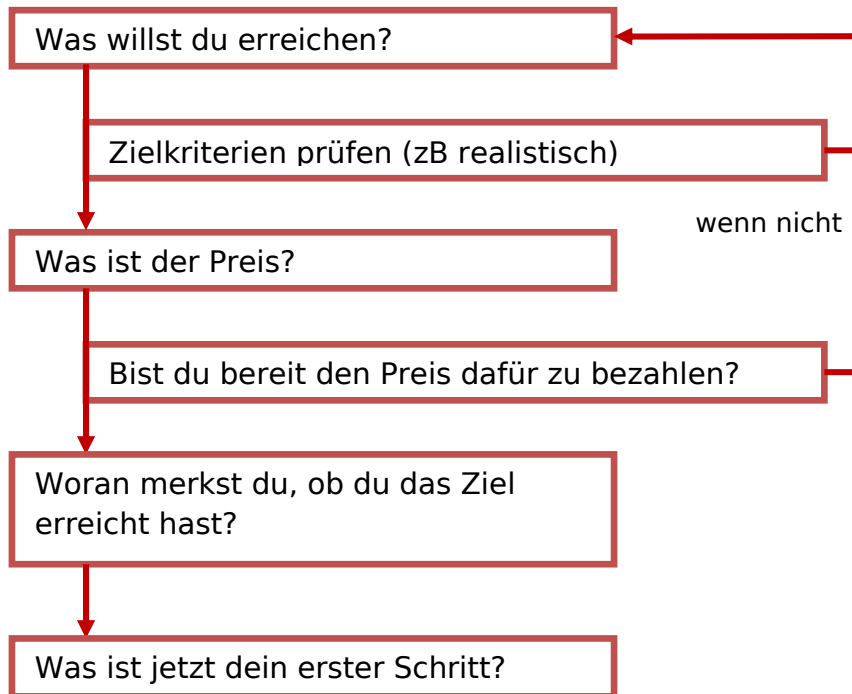 Was willst du erreichen?
Zielkriterien prüfen (zB realistisch)
wenn nicht
Was ist der Preis?
Bist du bereit den Preis dafür zu bezahlen?
Woran merkst du, ob du das Ziel
erreicht hast?
Was ist jetzt dein erster Schritt?